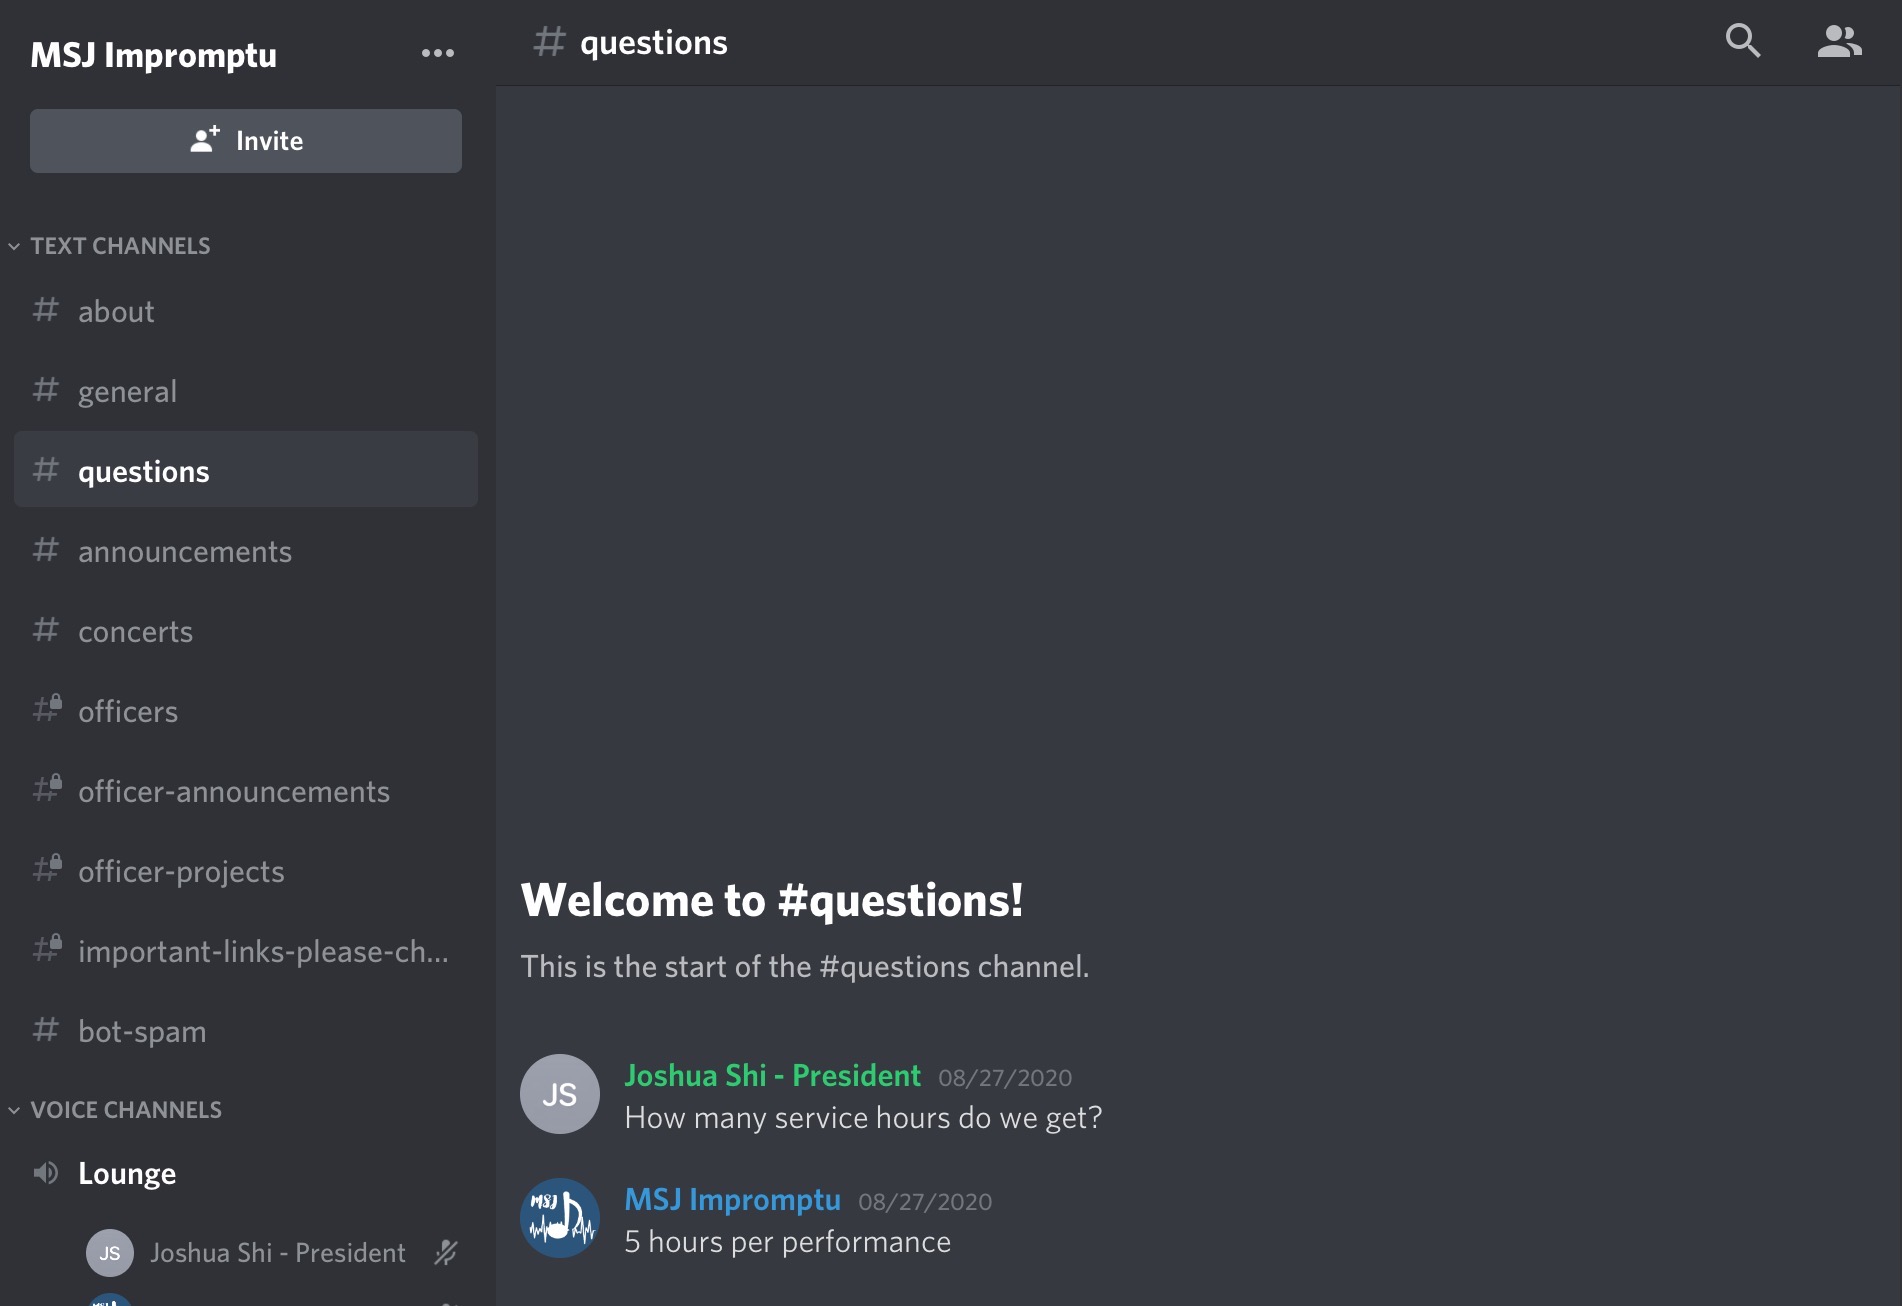 MSJ Impromptu
Invite
TEXT CHANNELS
# about
# general
# questions
# announcements
# concerts
# officers
# officer-announcements
# officer-projects
# important-links-please-ch...
# bot-spam
VOICE CHANNELS
Lounge
JS Joshua Shi - President
# questions
Welcome to #questions!
This is the start of the #questions channel.
JS
Joshua Shi - President 08/27/2020
How many service hours do we get?
MSJ
MSJ Impromptu 08/27/2020
5 hours per performance